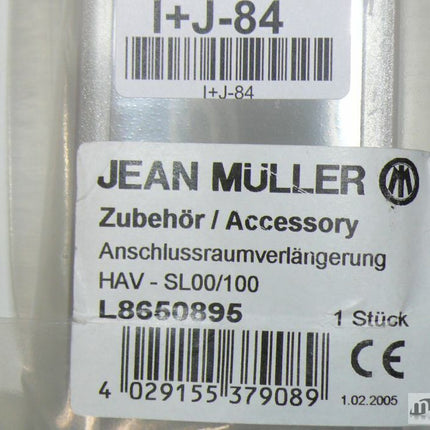 I+J-84
I+J-84
JEAN MÜLLER
Zubehör / Accessory
Anschlussraumverlängerung
HAV - SL00/100
L8650895 1 Stück
CE
4 029155 379089 1.02.2005